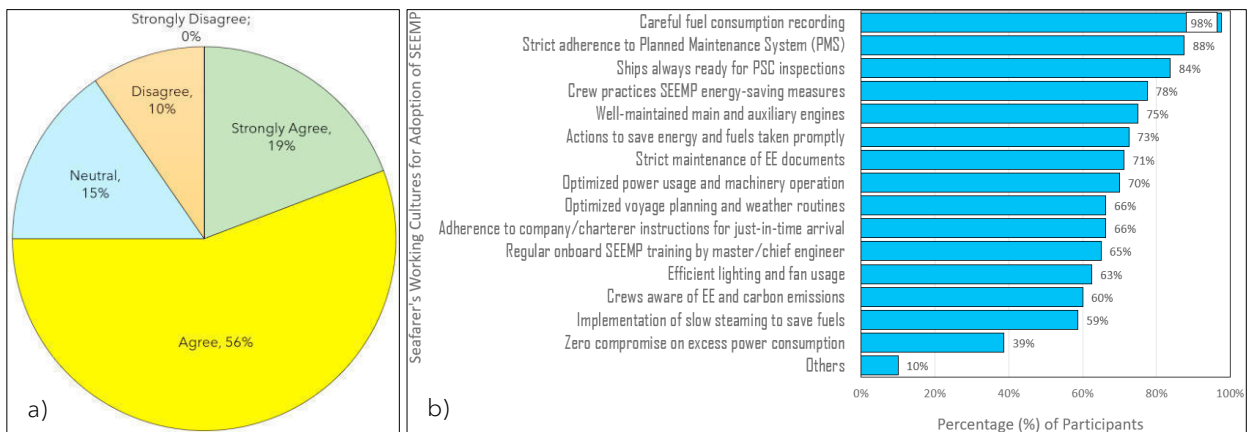 Strongly Disagree;
0%
Disagree,
10%
Strongly Agree,
19%
Neutral,
15%
Agree, 56%
a)
Seafarer's Working Cultures for Adoption of SEEMP
Careful fuel consumption recording 98%
Strict adherence to Planned Maintenance System (PMS) 88%
Ships always ready for PSC inspections 84%
Crew practices SEEMP energy-saving measures 78%
Well-maintained main and auxiliary engines 75%
Actions to save energy and fuels taken promptly 73%
Strict maintenance of EE documents 71%
Optimized power usage and machinery operation 70%
Optimized voyage planning and weather routines 66%
Adherence to company/charterer instructions for just-in-time arrival 66%
Regular onboard SEEMP training by master/chief engineer 65%
Efficient lighting and fan usage 63%
Crews aware of EE and carbon emissions 60%
Implementation of slow steaming to save fuels 59%
Zero compromise on excess power consumption 39%
Others 10%
0% 20% 40% 60% 80% 100%
Percentage (%) of Participants
b)